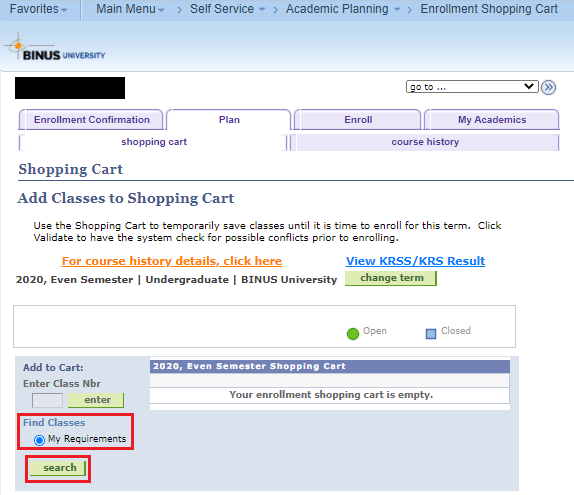 Favorites Main Menu > Self Service > Academic Planning > Enrollment Shopping Cart
BINUS UNIVERSITY
go to ...
Enrollment Confirmation Plan Enroll My Academics
shopping cart course history
Shopping Cart
Add Classes to Shopping Cart
Use the Shopping Cart to temporarily save classes until it is time to enroll for this term. Click
Validate to have the system check for possible conflicts prior to enrolling.
For course history details, click here View KRSS/KRS Result
2020, Even Semester | Undergraduate | BINUS University change term
Open Closed
Add to Cart: 2020, Even Semester Shopping Cart
Enter Class Nbr
enter Your enrollment shopping cart is empty.
Find Classes
My Requirements
search